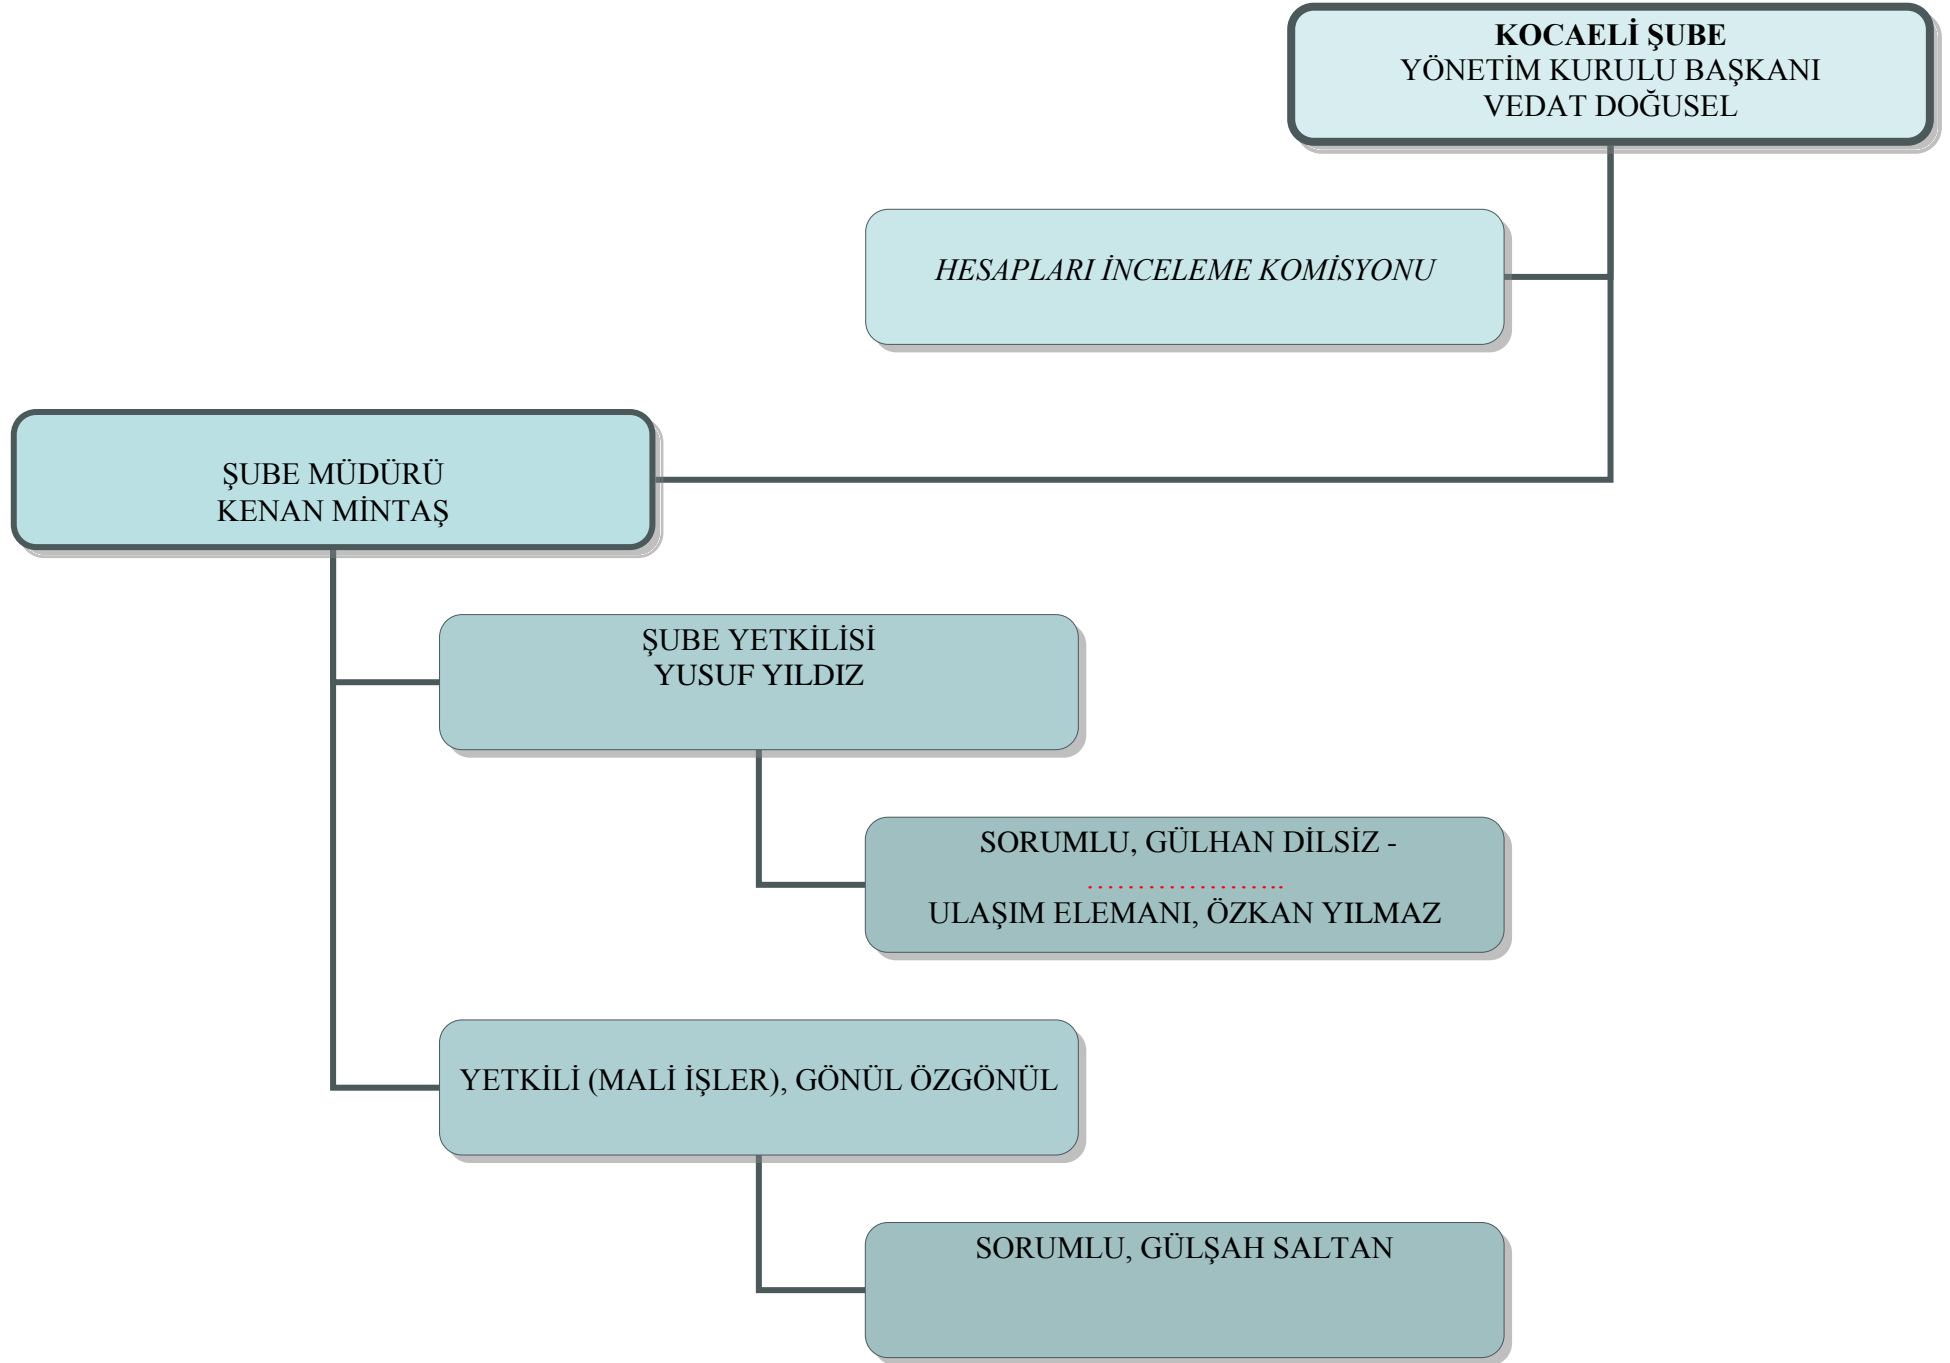 KOCAELİ ŞUBE
YÖNETİM KURULU BAŞKANI
VEDAT DOĞUSEL
HESAPLARI İNCELEME KOMİSYONU
ŞUBE MÜDÜRÜ
KENAN MİNTAŞ
ŞUBE YETKİLİSİ
YUSUF YILDIZ
SORUMLU, GÜLHAN DİLSİZ -
………………..
ULAŞIM ELEMANI, ÖZKAN YILMAZ
YETKİLİ (MALİ İŞLER), GÖNÜL ÖZGÖNÜL
SORUMLU, GÜLŞAH SALTAN